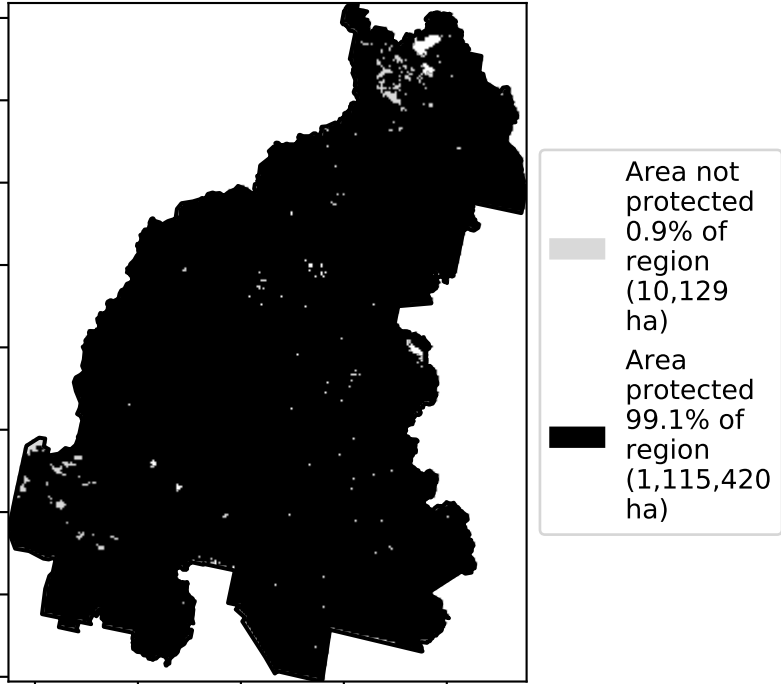 Area not
protected
0.9% of
region
(10,129
ha)
Area
protected
99.1% of
region
(1,115,420
ha)